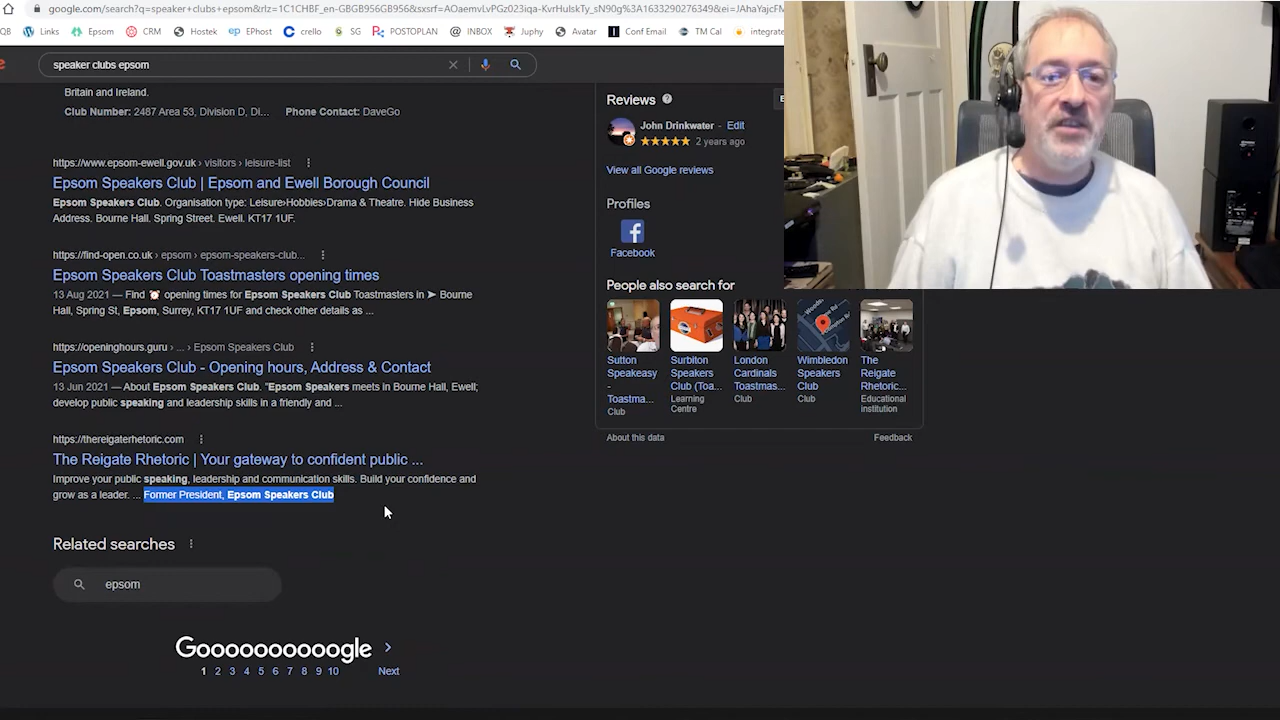 google.com/search?q=speaker+clubs+epsom&rlz=1C1CHBF_en-GBGB956GB956&sxsrf=AOaemvLvPGz023iqa-KvrHulskTy_sN90g%3A1633290276349&ei=JAhaYajcFM
QB Links Epsom CRM Hostek EPhost crello SG POSTOPLAN INBOX Juphy Avatar Conf Email TM Cal integrate
speaker clubs epsom
Britain and Ireland.
Club Number: 2487 Area 53, Division D, Di... Phone Contact: DaveGo
https://www.epsom-ewell.gov.uk › visitors › leisure-list
Epsom Speakers Club | Epsom and Ewell Borough Council
Epsom Speakers Club. Organisation type: Leisure›Hobbies›Drama & Theatre. Hide Business
Address. Bourne Hall. Spring Street. Ewell. KT17 1UF.
https://find-open.co.uk › epsom › epsom-speakers-club...
Epsom Speakers Club Toastmasters opening times
13 Aug 2021 — Find ⏰ opening times for Epsom Speakers Club Toastmasters in ➤ Bourne
Hall, Spring St, Epsom, Surrey, KT17 1UF and check other details as ...
https://openinghours.guru › ... › Epsom Speakers Club
Epsom Speakers Club - Opening hours, Address & Contact
13 Jun 2021 — About Epsom Speakers Club. "Epsom Speakers meets in Bourne Hall, Ewell;
develop public speaking and leadership skills in a friendly and ...
https://thereigaterhetoric.com
The Reigate Rhetoric | Your gateway to confident public ...
Improve your public speaking, leadership and communication skills. Build your confidence and
grow as a leader. ... Former President, Epsom Speakers Club
Related searches
epsom
Goooooooooogle
1 2 3 4 5 6 7 8 9 10 Next
Reviews
John Drinkwater - Edit
2 years ago
View all Google reviews
Profiles
Facebook
People also search for
Sutton
Speakeasy
-
Toastma...
Club
Surbiton
Speakers
Club (Toa...
Learning
Centre
London
Cardinals
Toastmas...
Club
Wimbledon
Speakers
Club
Club
The
Reigate
Rhetoric...
Educational
institution
About this data Feedback